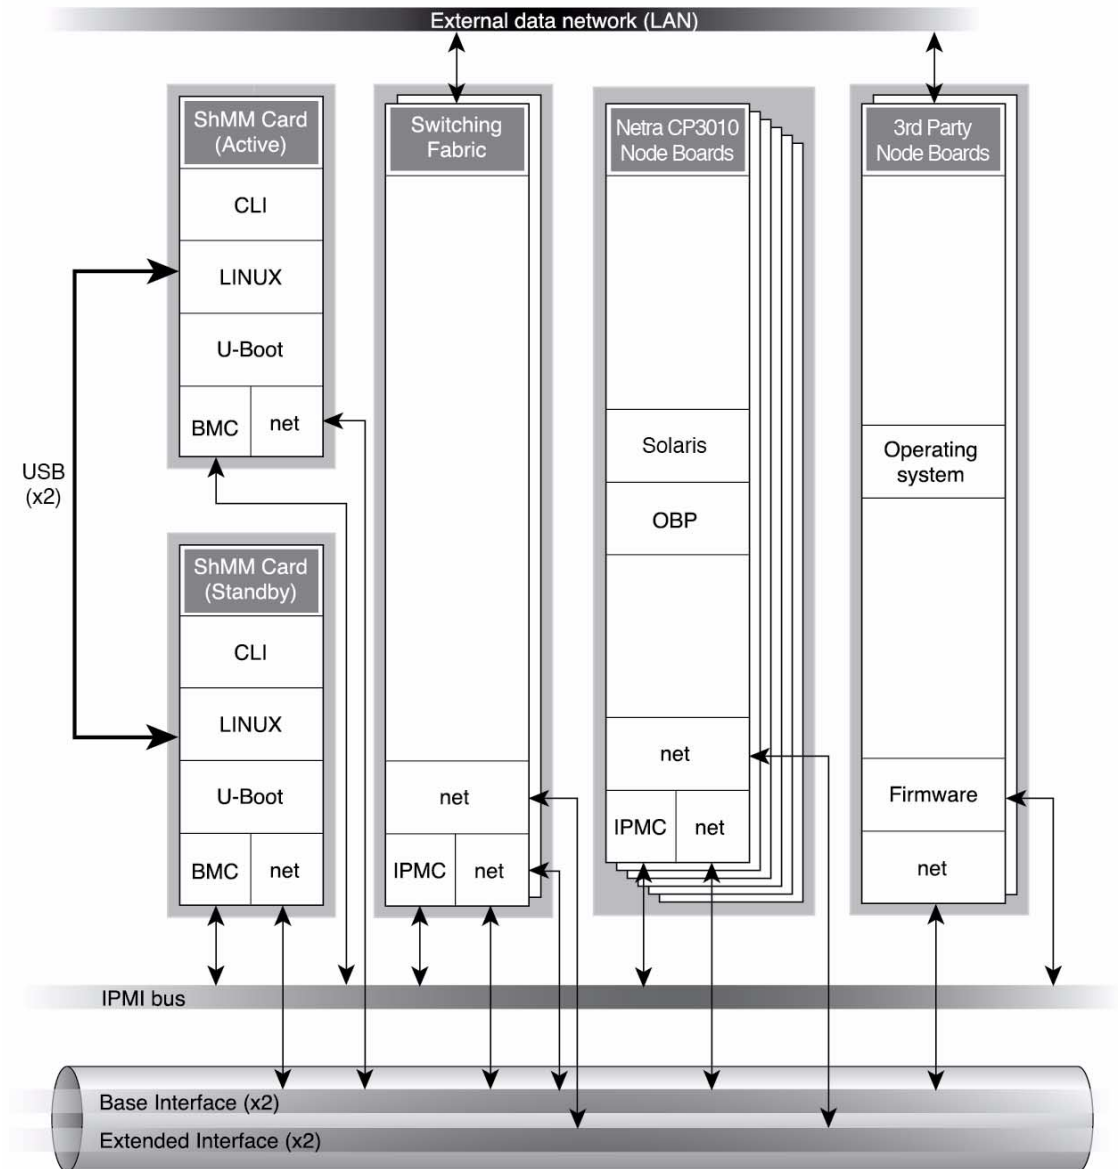 External data network (LAN)
ShMM Card
(Active)
CLI
LINUX
U-Boot
BMC
net
USB
(x2)
ShMM Card
(Standby)
CLI
LINUX
U-Boot
BMC
net
Switching
Fabric
net
IPMC
net
Netra CP3010
Node Boards
Solaris
OBP
net
IPMC
net
3rd Party
Node Boards
Operating
system
Firmware
net
IPMI bus
Base Interface (x2)
Extended Interface (x2)